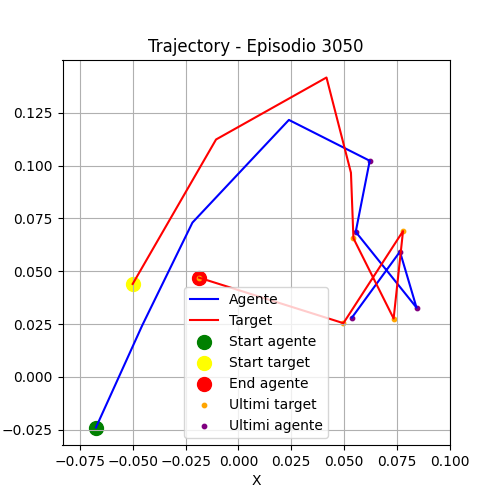 Trajectory - Episodio 3050
0.125
0.100
0.075
0.050
0.025
0.000
−0.025
Agente
Target
Start agente
Start target
End agente
Ultimi target
Ultimi agente
−0.075 −0.050 −0.025 0.000 0.025 0.050 0.075 0.100
X